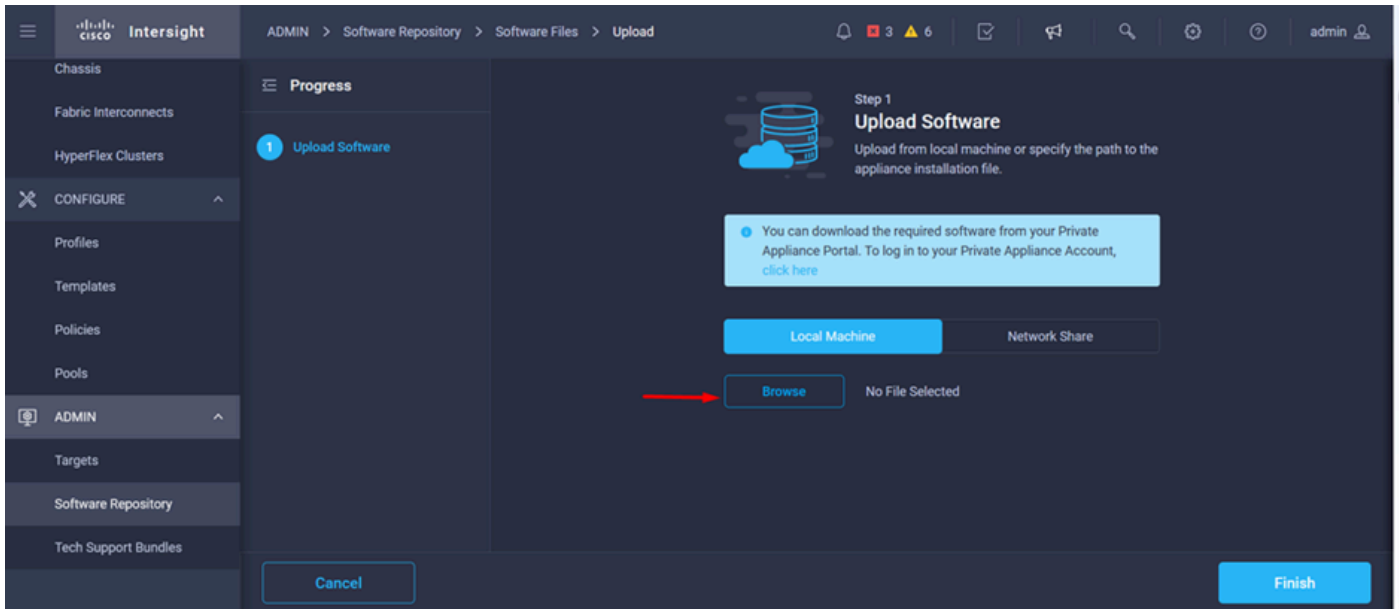 cisco Intersight
ADMIN > Software Repository > Software Files > Upload
3 6
admin
Chassis
Fabric Interconnects
HyperFlex Clusters
CONFIGURE
Profiles
Templates
Policies
Pools
ADMIN
Targets
Software Repository
Tech Support Bundles
Progress
1 Upload Software
Step 1
Upload Software
Upload from local machine or specify the path to the
appliance installation file.
You can download the required software from your Private
Appliance Portal. To log in to your Private Appliance Account,
click here
Local Machine Network Share
Browse No File Selected
Cancel Finish